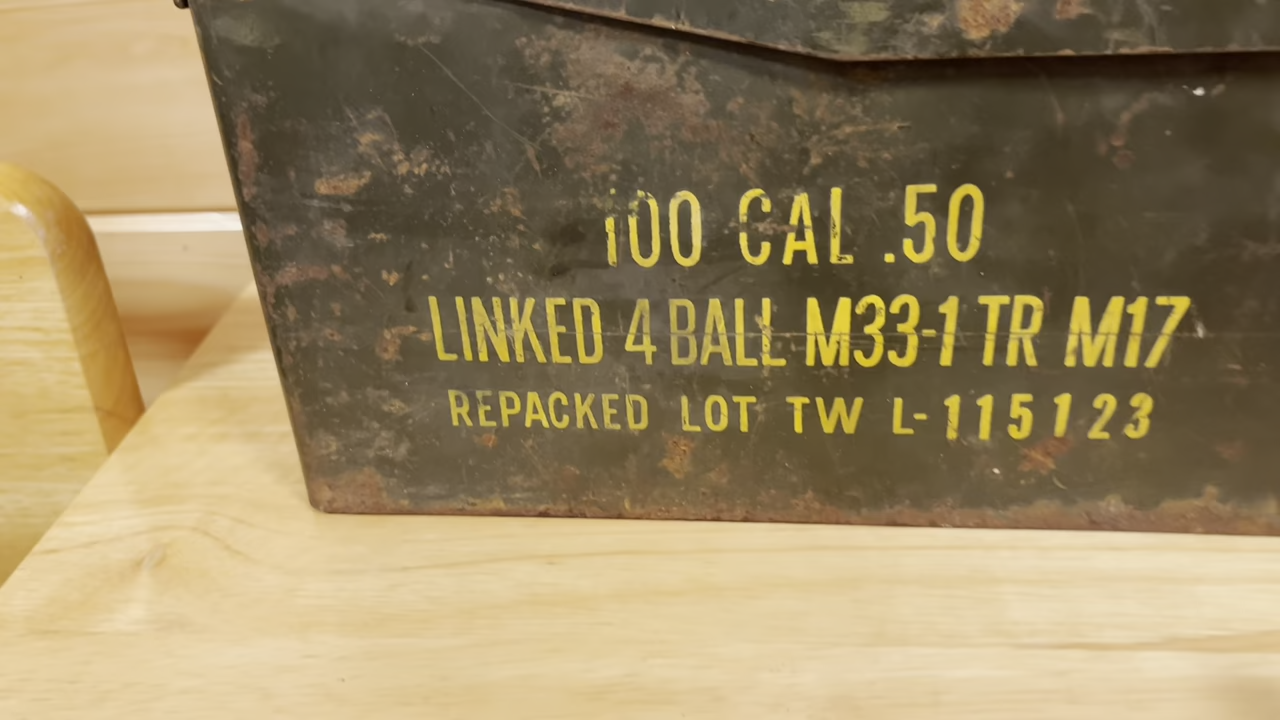 100 CAL .50
LINKED 4 BALL M33-1 TR M17
REPACKED LOT TW L-115123